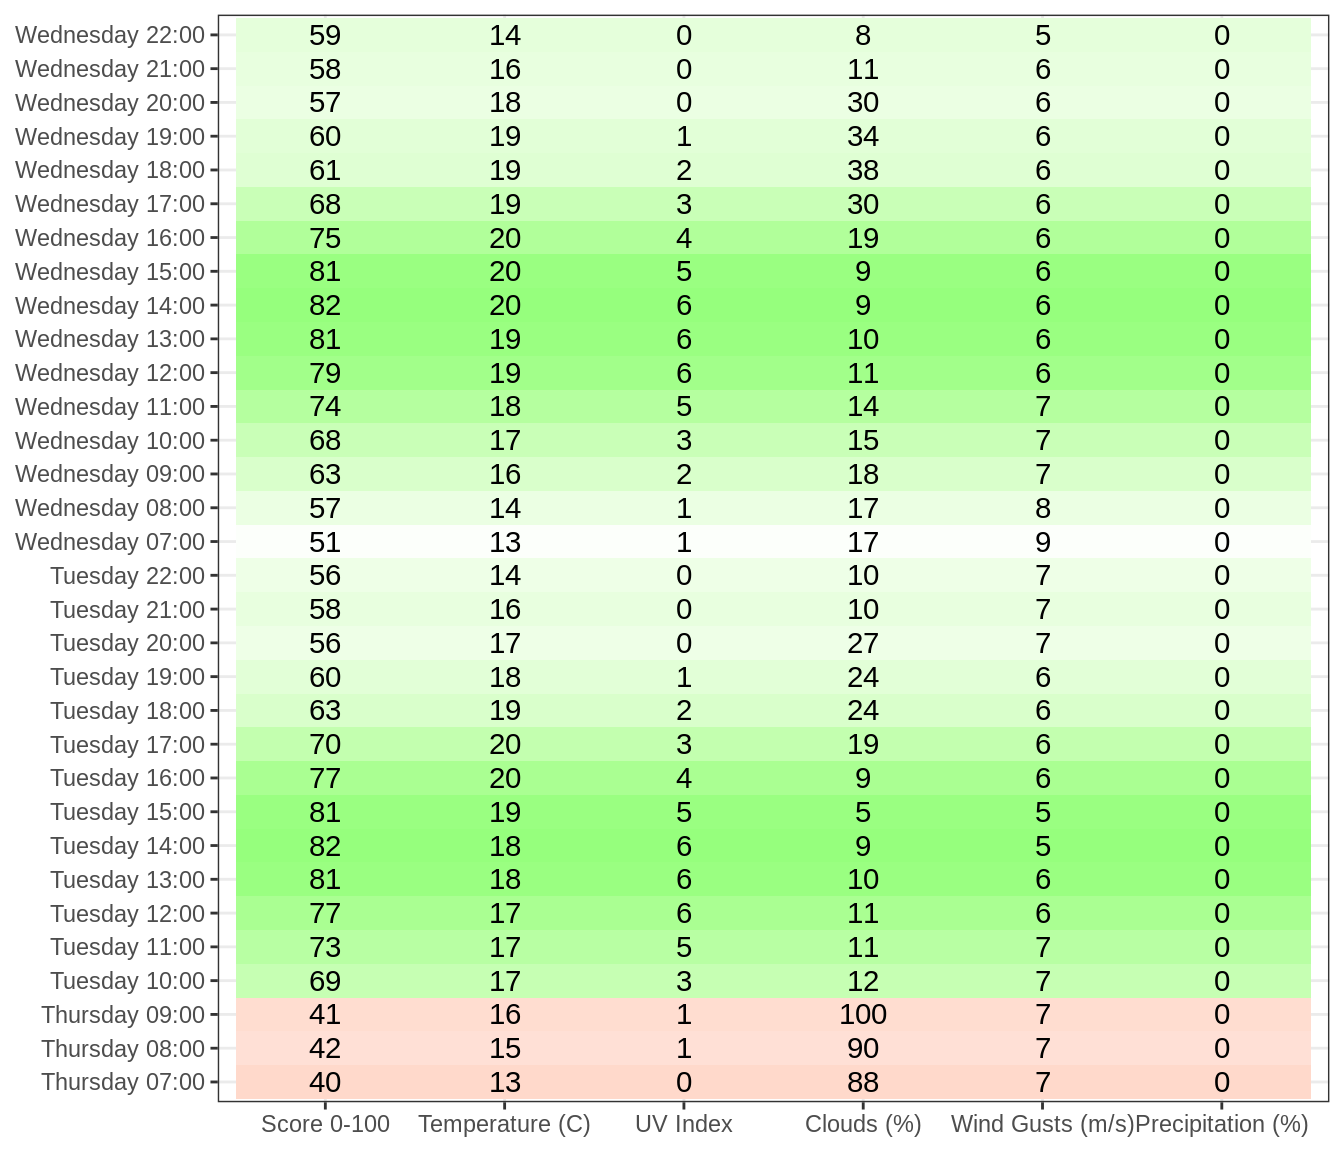 Wednesday 22:00 59 14 0 8 5 0
Wednesday 21:00 58 16 0 11 6 0
Wednesday 20:00 57 18 0 30 6 0
Wednesday 19:00 60 19 1 34 6 0
Wednesday 18:00 61 19 2 38 6 0
Wednesday 17:00 68 19 3 30 6 0
Wednesday 16:00 75 20 4 19 6 0
Wednesday 15:00 81 20 5 9 6 0
Wednesday 14:00 82 20 6 9 6 0
Wednesday 13:00 81 19 6 10 6 0
Wednesday 12:00 79 19 6 11 6 0
Wednesday 11:00 74 18 5 14 7 0
Wednesday 10:00 68 17 3 15 7 0
Wednesday 09:00 63 16 2 18 7 0
Wednesday 08:00 57 14 1 17 8 0
Wednesday 07:00 51 13 1 17 9 0
Tuesday 22:00 56 14 0 10 7 0
Tuesday 21:00 58 16 0 10 7 0
Tuesday 20:00 56 17 0 27 7 0
Tuesday 19:00 60 18 1 24 6 0
Tuesday 18:00 63 19 2 24 6 0
Tuesday 17:00 70 20 3 19 6 0
Tuesday 16:00 77 20 4 9 6 0
Tuesday 15:00 81 19 5 5 5 0
Tuesday 14:00 82 18 6 9 5 0
Tuesday 13:00 81 18 6 10 6 0
Tuesday 12:00 77 17 6 11 6 0
Tuesday 11:00 73 17 5 11 7 0
Tuesday 10:00 69 17 3 12 7 0
Thursday 09:00 41 16 1 100 7 0
Thursday 08:00 42 15 1 90 7 0
Thursday 07:00 40 13 0 88 7 0
Score 0-100 Temperature (C) UV Index Clouds (%) Wind Gusts (m/s) Precipitation (%)